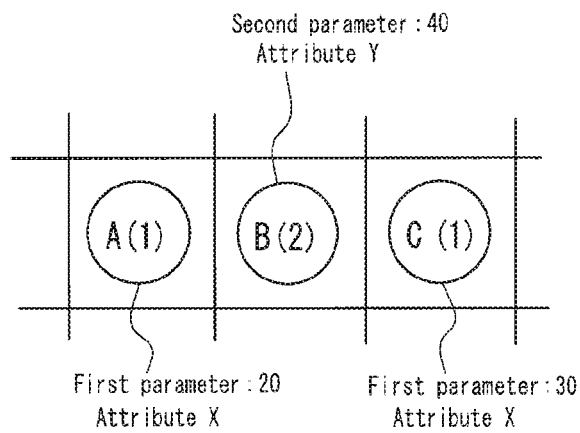 Second parameter:40
Attribute Y
A(1)
B(2)
C (1)
First parameter:20
Attribute X
First parameter:30
Attribute X